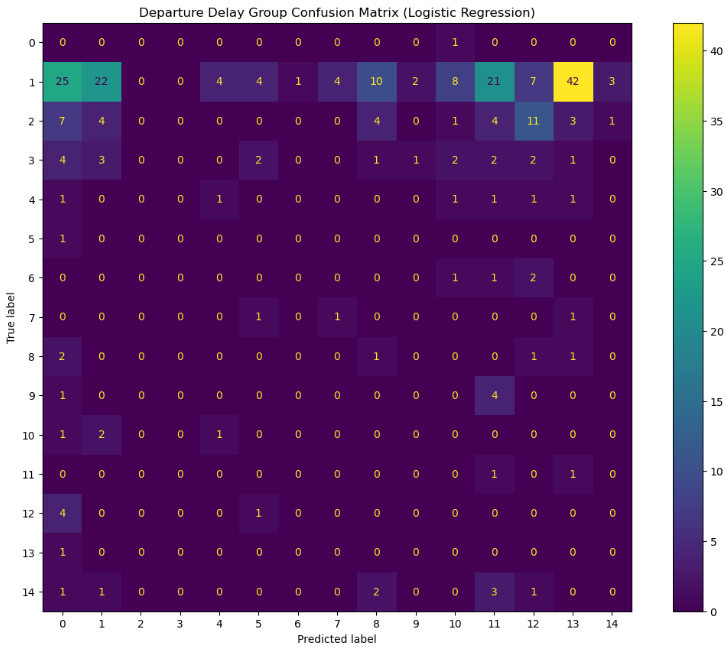 Departure Delay Group Confusion Matrix (Logistic Regression)
0 0 0 0 0 0 0 0 0 0 0 1 0 0 0 0
1 25 22 0 0 4 4 1 4 10 2 8 21 7 42 3
2 7 4 0 0 0 0 0 0 4 0 1 4 11 3 1
3 4 3 0 0 0 2 0 0 1 1 2 2 2 1 0
4 1 0 0 0 1 0 0 0 0 0 1 1 1 1 0
5 1 0 0 0 0 0 0 0 0 0 0 0 0 0 0
6 0 0 0 0 0 0 0 0 0 0 1 1 2 0 0
7 0 0 0 0 0 1 0 1 0 0 0 0 0 1 0
8 2 0 0 0 0 0 0 0 1 0 0 0 1 1 0
9 1 0 0 0 0 0 0 0 0 0 0 4 0 0 0
10 1 2 0 0 1 0 0 0 0 0 0 0 0 0 0
11 0 0 0 0 0 0 0 0 0 0 0 1 0 1 0
12 4 0 0 0 0 1 0 0 0 0 0 0 0 0 0
13 1 0 0 0 0 0 0 0 0 0 0 0 0 0 0
14 1 1 0 0 0 0 0 0 2 0 0 3 1 0 0
0 1 2 3 4 5 6 7 8 9 10 11 12 13 14
Predicted label
True label
40
35
30
25
20
15
10
5
0